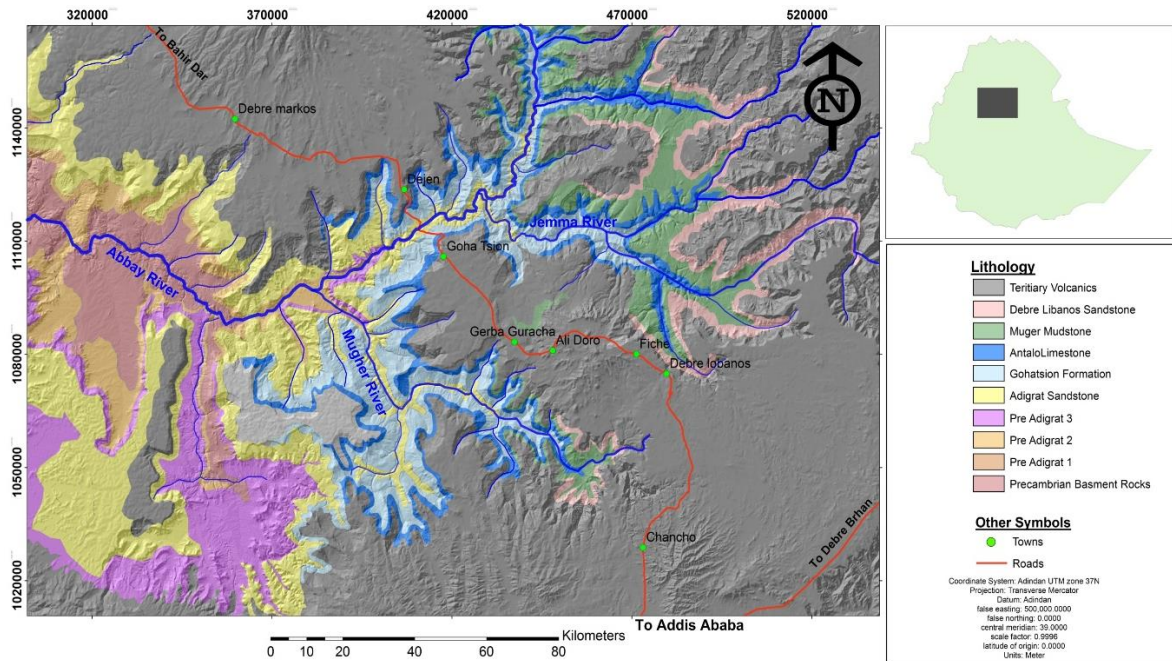 320000 370000 420000 470000 520000
To Bahir Dar
N
1140000
Debre markos
Dejen
Jemma River
1110000
Goha Tsion
Abbay River
Gerba Guracha
Ali Doro
Fiche
1080000
Debre lobanos
Mugher River
1050000
Chancho
To Debre Brhan
1020000
To Addis Ababa
Kilometers
0 10 20 40 60 80
Lithology
Teritiary Volcanics
Debre Libanos Sandstone
Muger Mudstone
AntaloLimestone
Gohatsion Formation
Adigrat Sandstone
Pre Adigrat 3
Pre Adigrat 2
Pre Adigrat 1
Precambrian Basment Rocks
Other Symbols
Towns
Roads
Coordinate System: Adindan UTM zone 37N
Projection: Transverse Mercator
Datum: Adindan
false easting: 500,000.0000
false northing: 0.0000
central meridian: 39.0000
scale factor: 0.9996
latitude of origin: 0.0000
Units: Meter